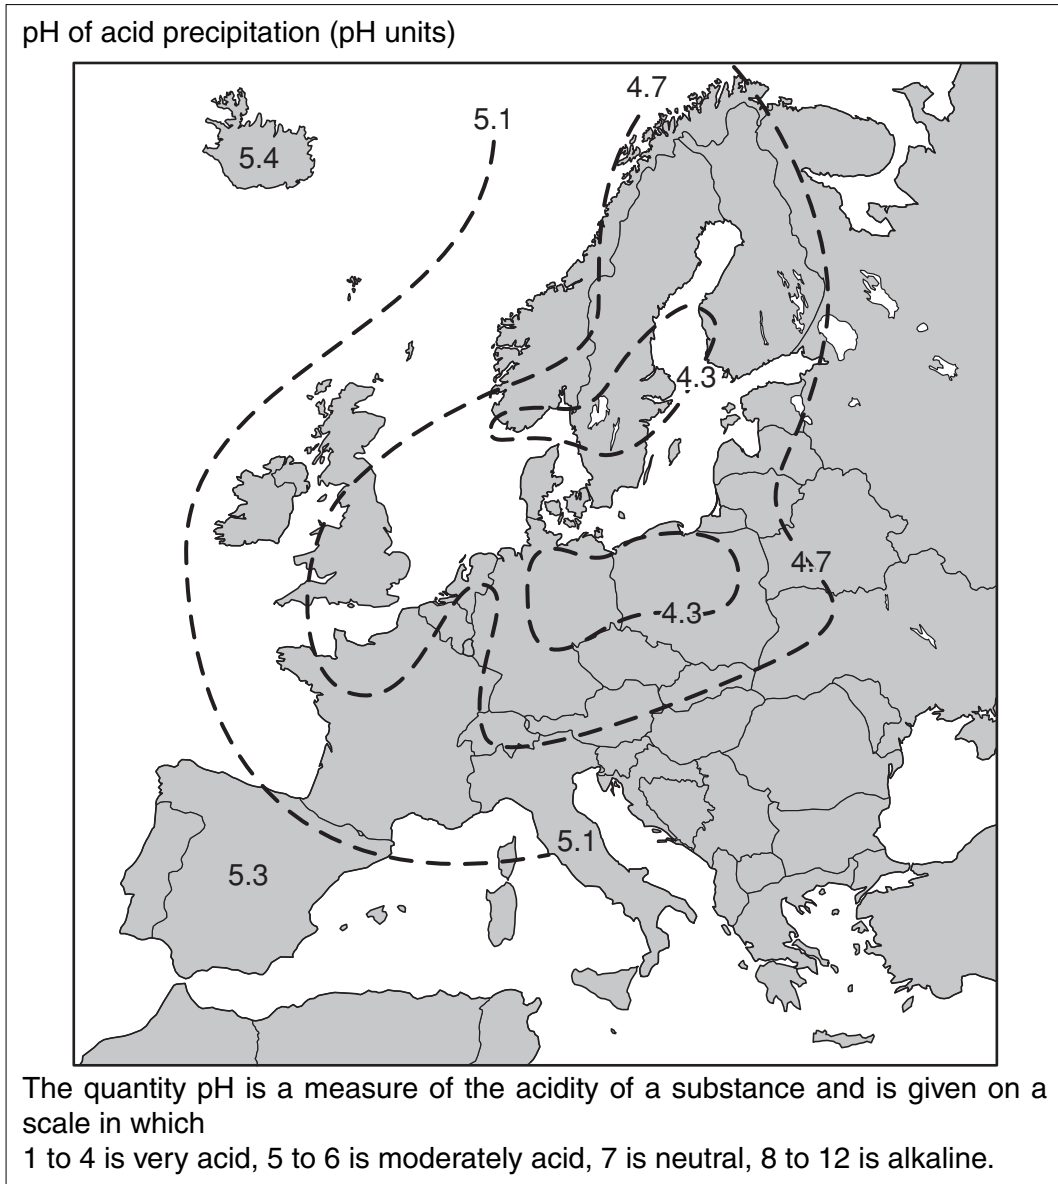 pH of acid precipitation (pH units)
4.7
5.1
5.4
4.3
4.7
4.3
5.1
5.3
The quantity pH is a measure of the acidity of a substance and is given on a
scale in which
1 to 4 is very acid, 5 to 6 is moderately acid, 7 is neutral, 8 to 12 is alkaline.